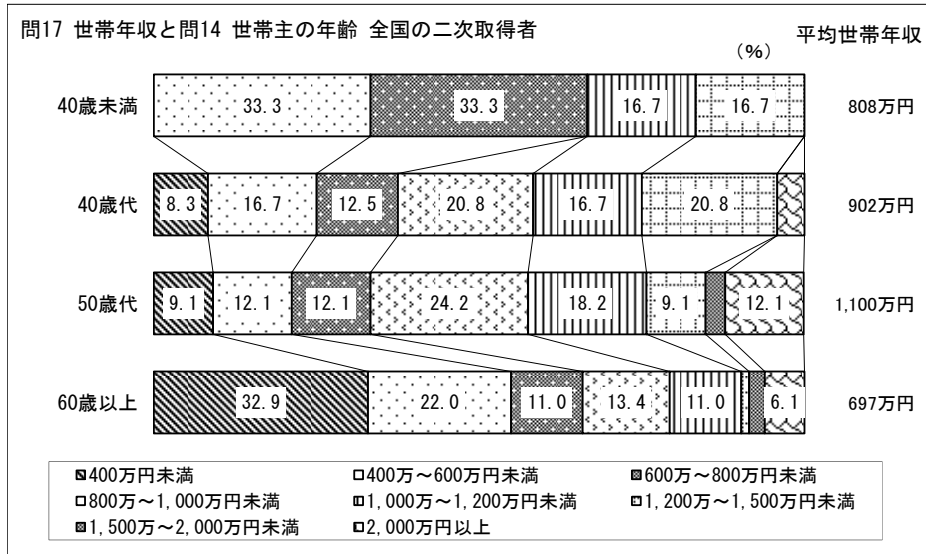 問17 世帯年収と問14 世帯主の年齢 全国の二次取得者
平均世帯年収
(%)
40歳未満 33.3 33.3 16.7 16.7 808万円
40歳代 8.3 16.7 12.5 20.8 16.7 20.8 902万円
50歳代 9.1 12.1 12.1 24.2 18.2 9.1 12.1 1,100万円
60歳以上 32.9 22.0 11.0 13.4 11.0 6.1 697万円
400万円未満 400万～600万円未満 600万～800万円未満
800万～1,000万円未満 1,000万～1,200万円未満 1,200万～1,500万円未満
1,500万～2,000万円未満 2,000万円以上